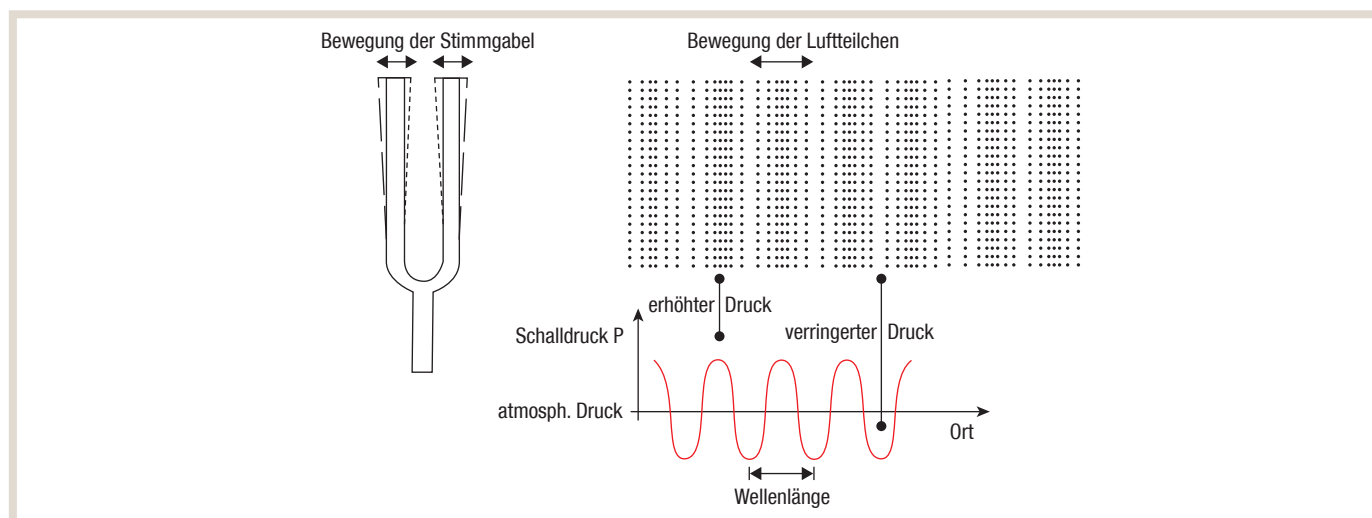 Bewegung der Stimmgabel
Bewegung der Luftteilchen
erhöhter Druck
Schalldruck P
verringerter Druck
atmosph. Druck
Ort
Wellenlänge